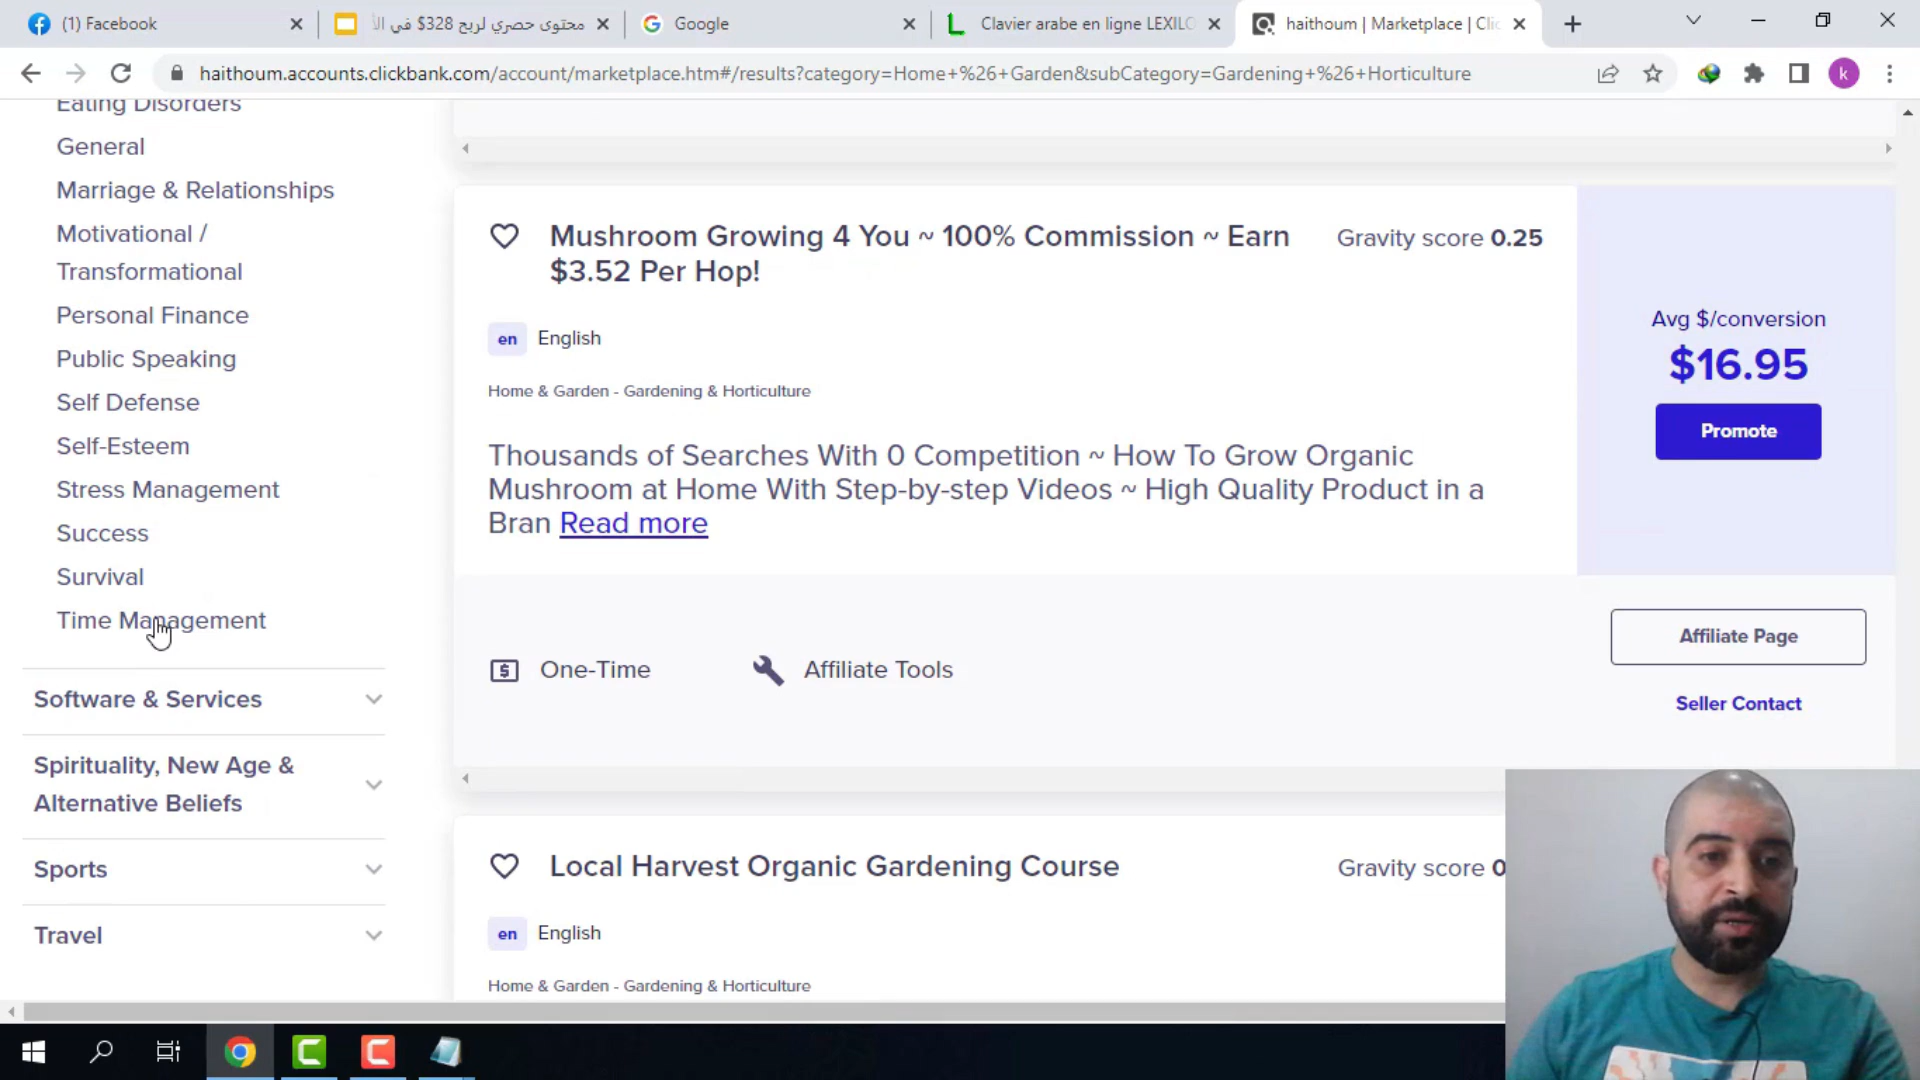 (1) Facebook
محتوى حصري لربح 328$ في الأ
Google
Clavier arabe en ligne LEXILO
haithoum | Marketplace | Clic
haithoum.accounts.clickbank.com/account/marketplace.htm#/results?category=Home+%26+Garden&subCategory=Gardening+%26+Horticulture
k
Eating Disorders
General
Marriage & Relationships
Motivational /
Transformational
Personal Finance
Public Speaking
Self Defense
Self-Esteem
Stress Management
Success
Survival
Time Management
Software & Services
Spirituality, New Age &
Alternative Beliefs
Sports
Travel
Mushroom Growing 4 You ~ 100% Commission ~ Earn
$3.52 Per Hop!
Gravity score 0.25
en English
Home & Garden - Gardening & Horticulture
Thousands of Searches With 0 Competition ~ How To Grow Organic
Mushroom at Home With Step-by-step Videos ~ High Quality Product in a
Bran Read more
Avg $/conversion
$16.95
Promote
One-Time
Affiliate Tools
Affiliate Page
Seller Contact
Local Harvest Organic Gardening Course
Gravity score 0
en English
Home & Garden - Gardening & Horticulture